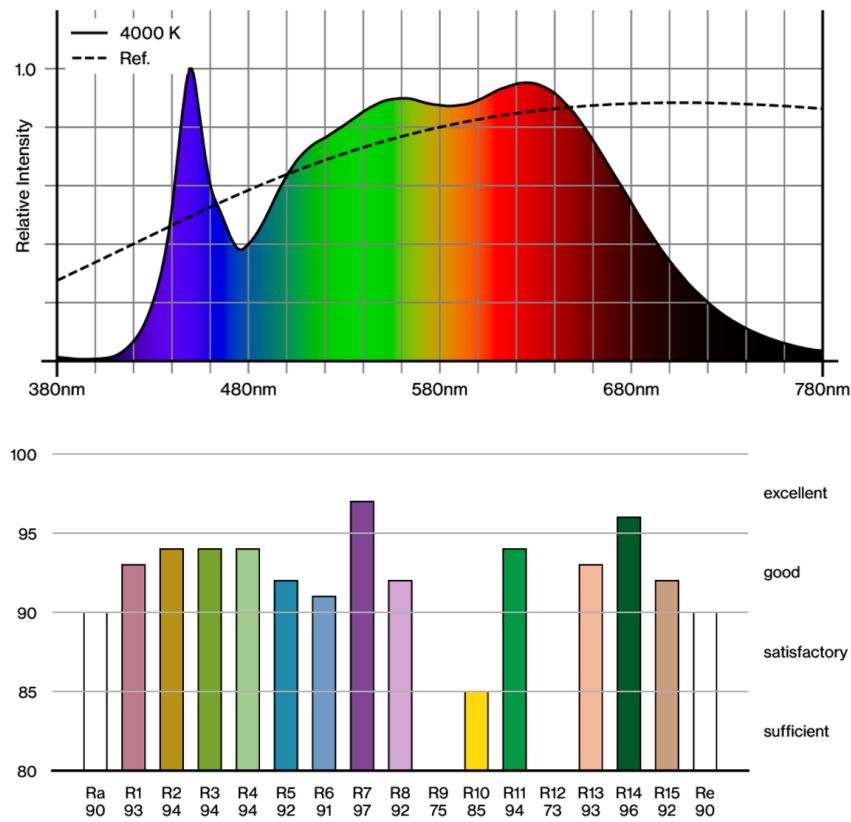 4000 K
Ref.
1.0
Relative Intensity
380nm 480nm 580nm 680nm 780nm
100
excellent
95
good
90
satisfactory
85
sufficient
80
Ra R1 R2 R3 R4 R5 R6 R7 R8 R9 R10 R11 R12 R13 R14 R15 Re
90 93 94 94 94 92 91 97 92 75 85 94 73 93 96 92 90